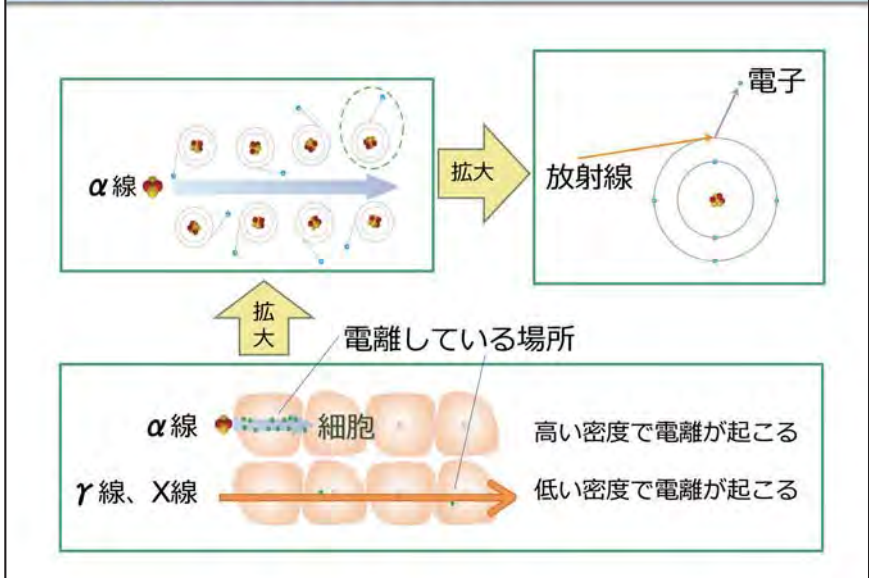 電子
α線
拡大
放射線
拡
大
電離している場所
α線
細胞
高い密度で電離が起こる
γ線、X線
低い密度で電離が起こる